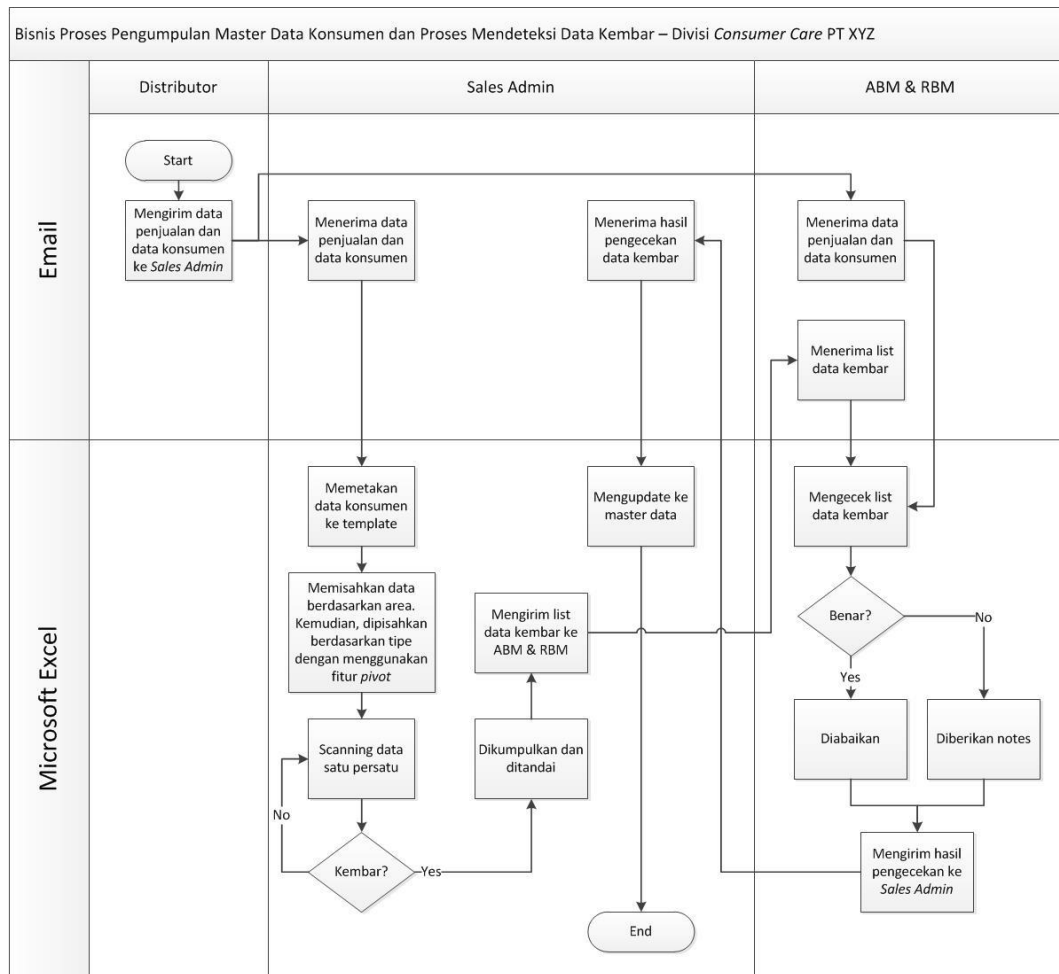 Bisnis Proses Pengumpulan Master Data Konsumen dan Proses Mendeteksi Data Kembar – Divisi Consumer Care PT XYZ
Distributor
Sales Admin
ABM & RBM
Email
Start
Mengirim data
penjualan dan
data konsumen
ke Sales Admin
Menerima data
penjualan dan
data konsumen
Menerima hasil
pengecekan
data kembar
Menerima data
penjualan dan
data konsumen
Menerima list
data kembar
Microsoft Excel
Memetakan
data konsumen
ke template
Memisahkan data
berdasarkan area.
Kemudian, dipisahkan
berdasarkan tipe
dengan menggunakan
fitur pivot
Scanning data
satu persatu
No
Kembar?
Yes
Dikumpulkan dan
ditandai
Mengirim list
data kembar ke
ABM & RBM
Mengupdate ke
master data
End
Mengecek list
data kembar
Benar?
No
Yes
Diabaikan
Diberikan notes
Mengirim hasil
pengecekan ke
Sales Admin